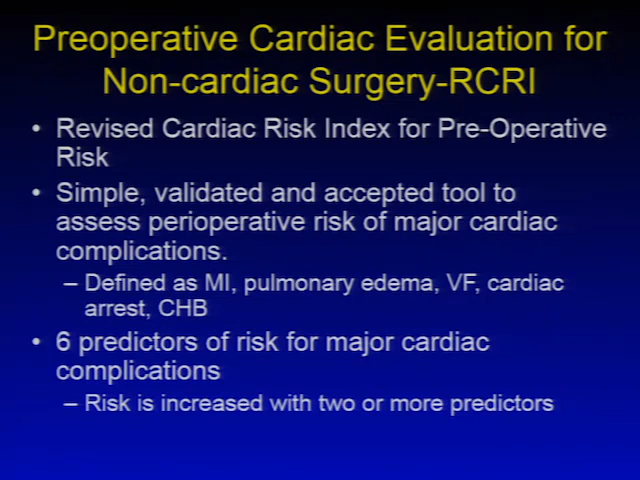 Preoperative Cardiac Evaluation for
Non-cardiac Surgery-RCRI
• Revised Cardiac Risk Index for Pre-Operative
Risk
• Simple, validated and accepted tool to
assess perioperative risk of major cardiac
complications.
– Defined as MI, pulmonary edema, VF, cardiac
arrest, CHB
• 6 predictors of risk for major cardiac
complications
– Risk is increased with two or more predictors